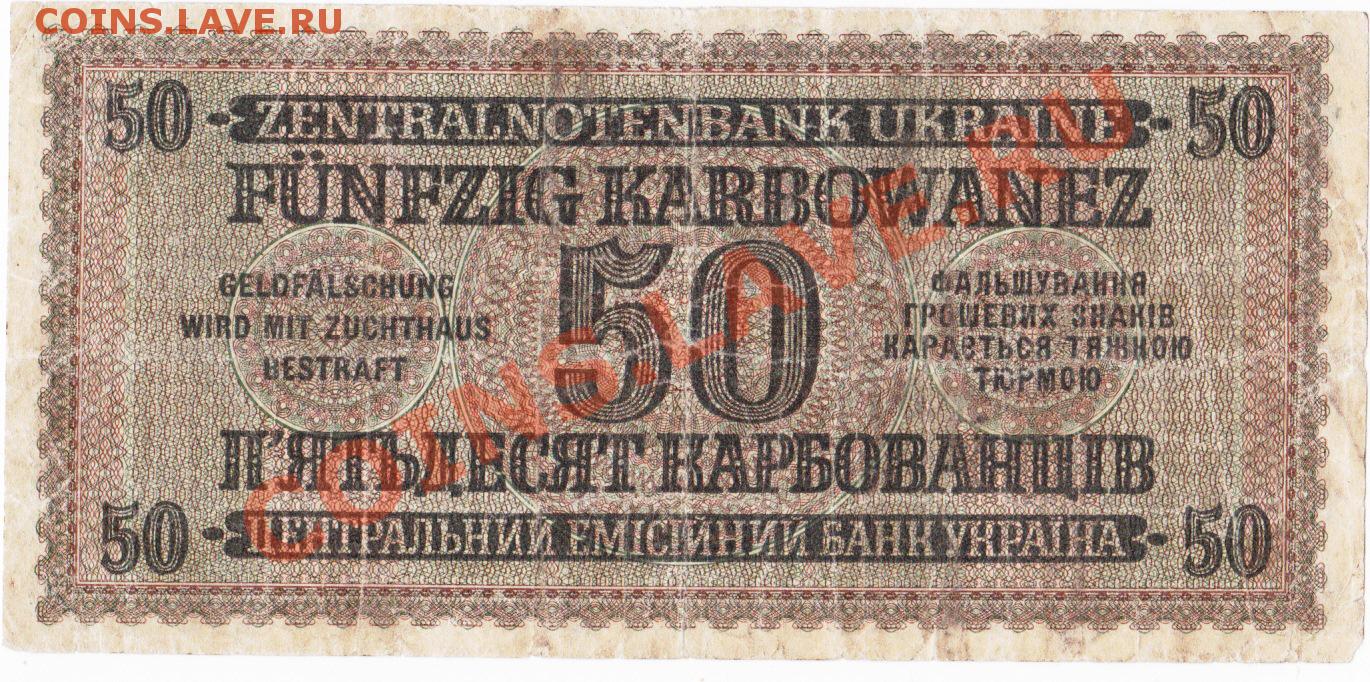 COINS.LAVE.RU
50 ZENTRALNOTENBANK UKRAINE 50
FÜNFZIG KARBOWANEZ
GELDFÄLSCHUNG
WIRD MIT ZUCHTHAUS
BESTRAFT
50
ФАЛЬШУВАННЯ
ГРОШЕВИХ ЗНАКІВ
КАРАЄТЬСЯ ТЯЖКОЮ
ТЮРМОЮ
COINS.LAVE.RU
П'ЯТЬДЕСЯТ КАРБОВАНЦІВ
50 ЦЕНТРАЛЬНИЙ ЕМІСІЙНИЙ БАНК УКРАЇНА 50